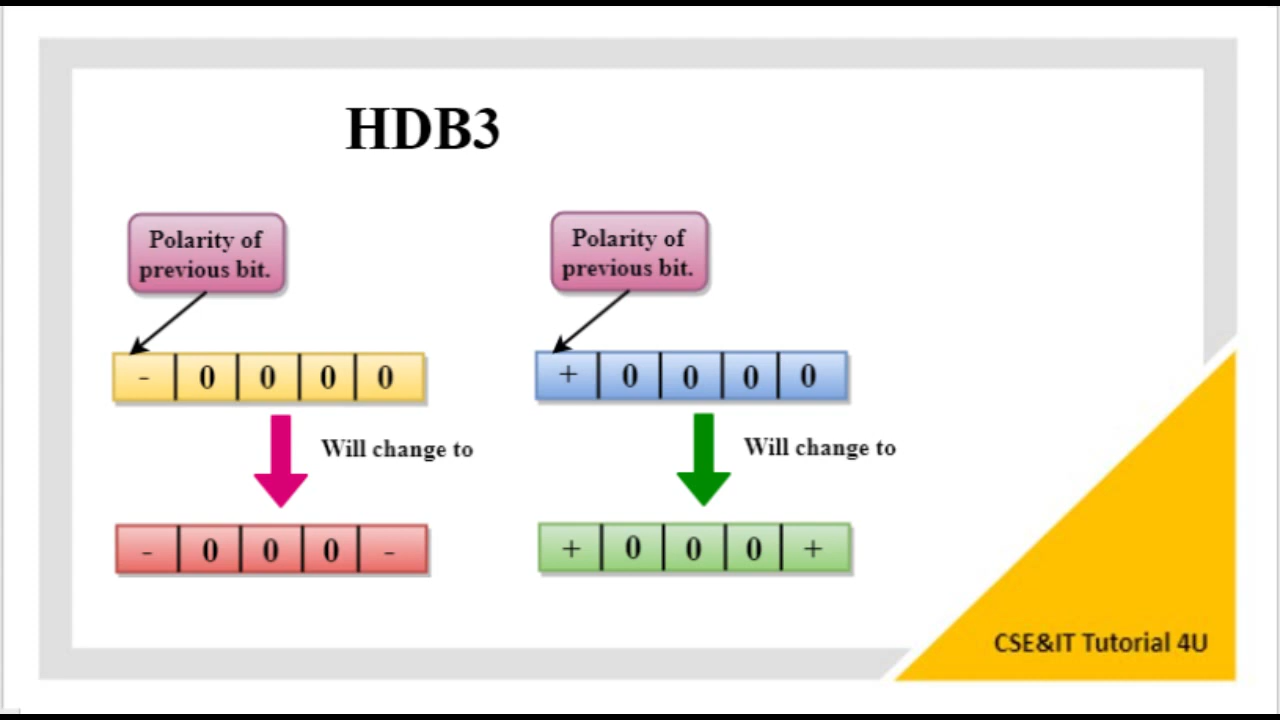 HDB3
Polarity of
previous bit.
Polarity of
previous bit.
- 0 0 0 0
+ 0 0 0 0
Will change to
Will change to
- 0 0 0 -
+ 0 0 0 +
CSE&IT Tutorial 4U